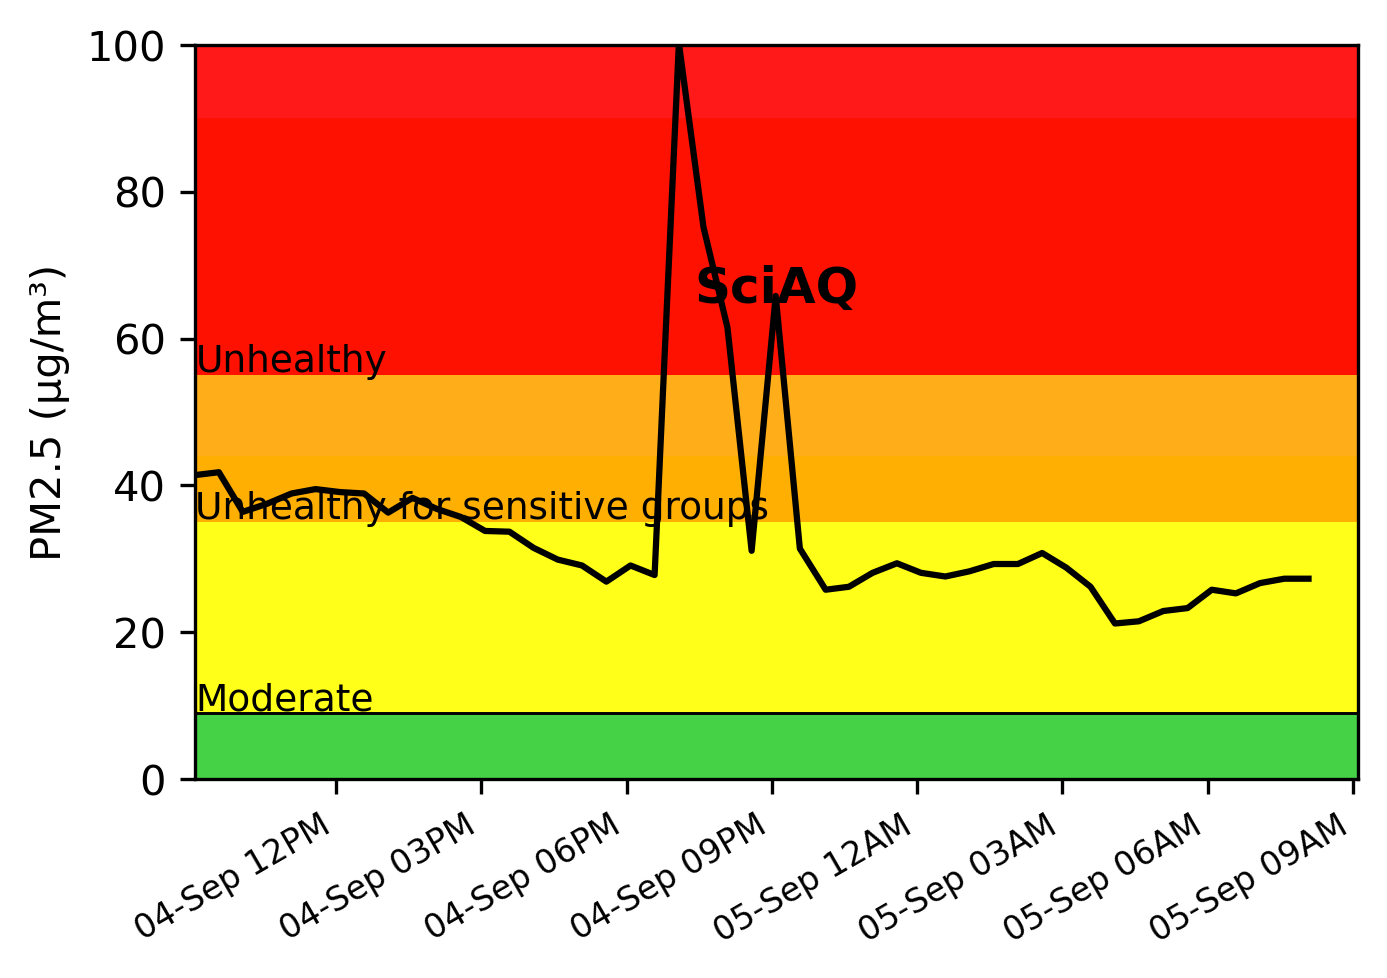 100
80
60
40
20
0
PM2.5 (µg/m³)
SciAQ
Unhealthy
Unhealthy for sensitive groups
Moderate
04-Sep 12PM
04-Sep 03PM
04-Sep 06PM
04-Sep 09PM
05-Sep 12AM
05-Sep 03AM
05-Sep 06AM
05-Sep 09AM